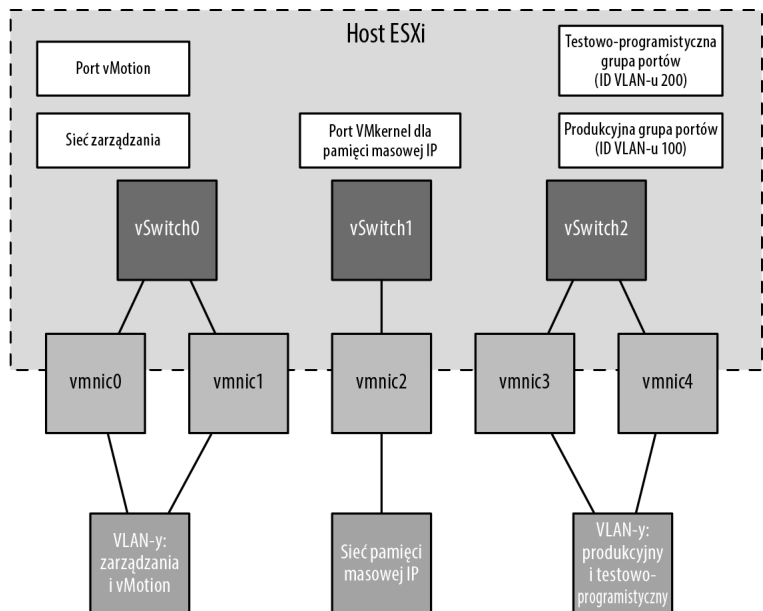 Host ESXi
Port vMotion
Testowo-programistyczna
grupa portów
(ID VLAN-u 200)
Sieć zarządzania
Port VMkernel dla
pamięci masowej IP
Produkcyjna grupa portów
(ID VLAN-u 100)
vSwitch0
vSwitch1
vSwitch2
vmnic0
vmnic1
vmnic2
vmnic3
vmnic4
VLAN-y:
zarządzania
i vMotion
Sieć pamięci
masowej IP
VLAN-y:
produkcyjny
i testowo-
programistyczny